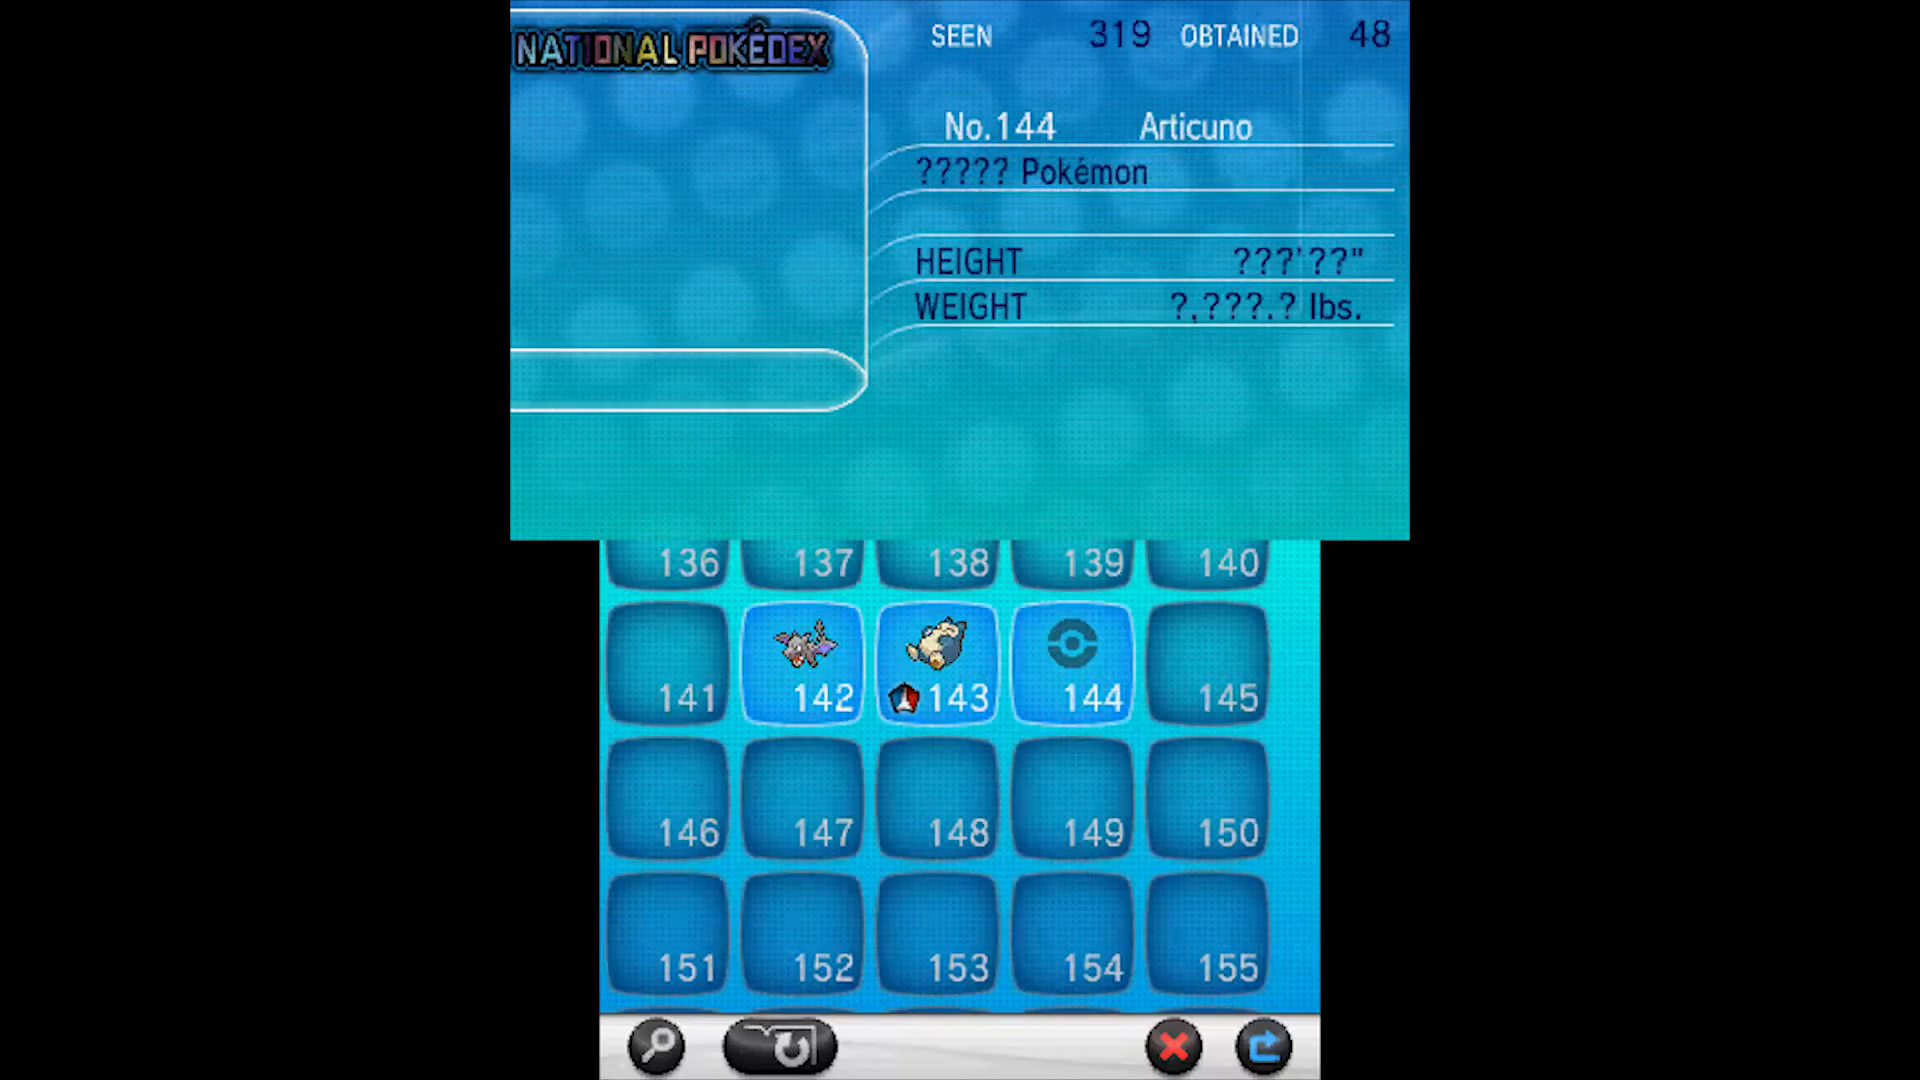 NATIONAL POKÉDEX
SEEN 319 OBTAINED 48
No.144 Articuno
????? Pokémon
HEIGHT ???'??"
WEIGHT ?,???.? lbs.
136 137 138 139 140
141 142 143 144 145
146 147 148 149 150
151 152 153 154 155